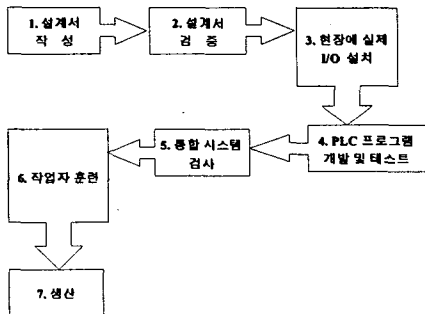 1. 설계서
작 성
2. 설계서
검 증
3. 현장에 실제
I/O 설치
4. PLC 프로그램
개발 및 테스트
5. 통합 시스템
검사
6. 작업자 훈련
7. 생산